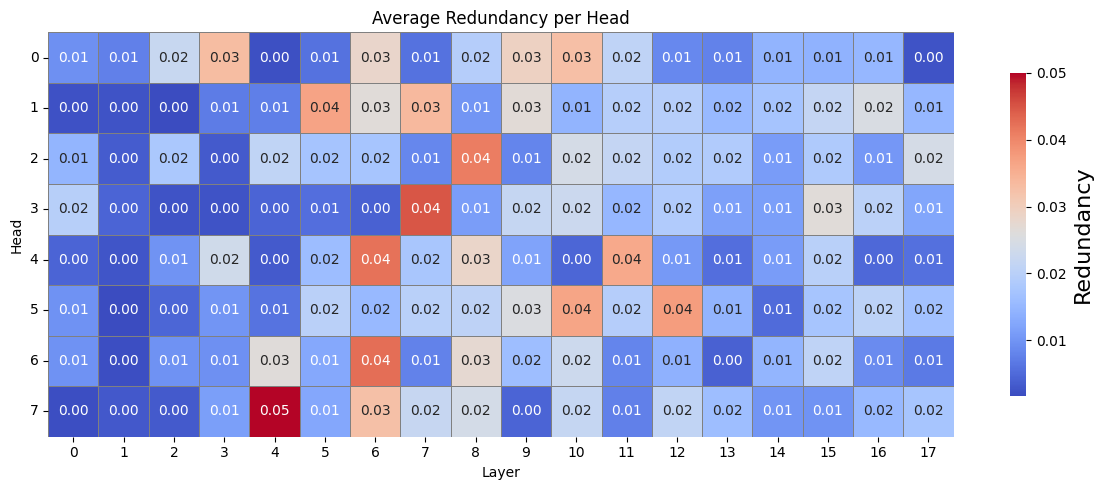 Average Redundancy per Head
0 0.01 0.01 0.02 0.03 0.00 0.01 0.03 0.01 0.02 0.03 0.03 0.02 0.01 0.01 0.01 0.01 0.01 0.00
1 0.00 0.00 0.00 0.01 0.01 0.04 0.03 0.03 0.01 0.03 0.01 0.02 0.02 0.02 0.02 0.02 0.02 0.01
2 0.01 0.00 0.02 0.00 0.02 0.02 0.02 0.01 0.04 0.01 0.02 0.02 0.02 0.02 0.01 0.02 0.01 0.02
3 0.02 0.00 0.00 0.00 0.00 0.01 0.00 0.04 0.01 0.02 0.02 0.02 0.02 0.01 0.01 0.03 0.02 0.01
4 0.00 0.00 0.01 0.02 0.00 0.02 0.04 0.02 0.03 0.01 0.00 0.04 0.01 0.01 0.01 0.02 0.00 0.01
5 0.01 0.00 0.00 0.01 0.01 0.02 0.02 0.02 0.02 0.03 0.04 0.02 0.04 0.01 0.00 0.02 0.02 0.02
6 0.01 0.00 0.01 0.01 0.03 0.01 0.04 0.01 0.03 0.02 0.02 0.01 0.01 0.00 0.01 0.02 0.01 0.01
7 0.00 0.00 0.00 0.01 0.05 0.01 0.03 0.02 0.02 0.00 0.02 0.01 0.02 0.02 0.01 0.01 0.02 0.02
0 1 2 3 4 5 6 7 8 9 10 11 12 13 14 15 16 17
Layer
Head
0.05
0.04
0.03
0.02
0.01
Redundancy